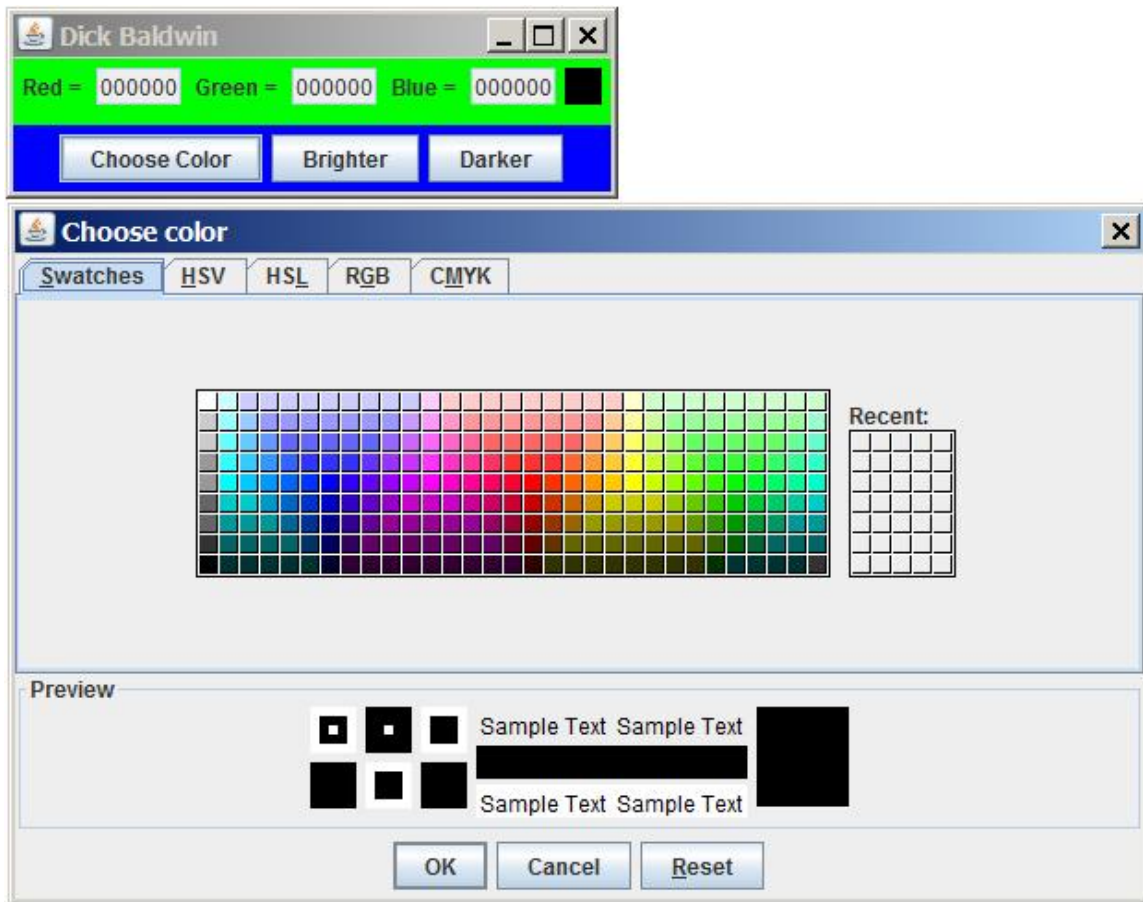 Dick Baldwin
Red = 000000 Green = 000000 Blue = 000000
Choose Color Brighter Darker
Choose color
Swatches HSV HSL RGB CMYK
Recent:
Preview
Sample Text Sample Text
Sample Text Sample Text
OK Cancel Reset